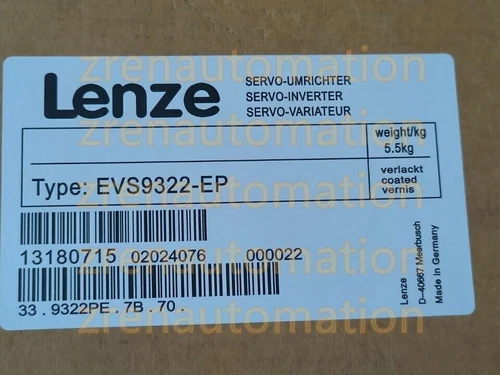 zrenautomation
Lenze
SERVO-UMRICHTER
SERVO-INVERTER
SERVO-VARIATEUR
zrenautomation
weight/kg
5.5kg
Type: EVS9322-EP
verlackt
coated
vernis
zrenautomation
13180715 02024076 000022
zrenautomation
33.9322PE.7B.70.
zrenautomation
Lenze
D-40667 Meerbusch
Made in Germany